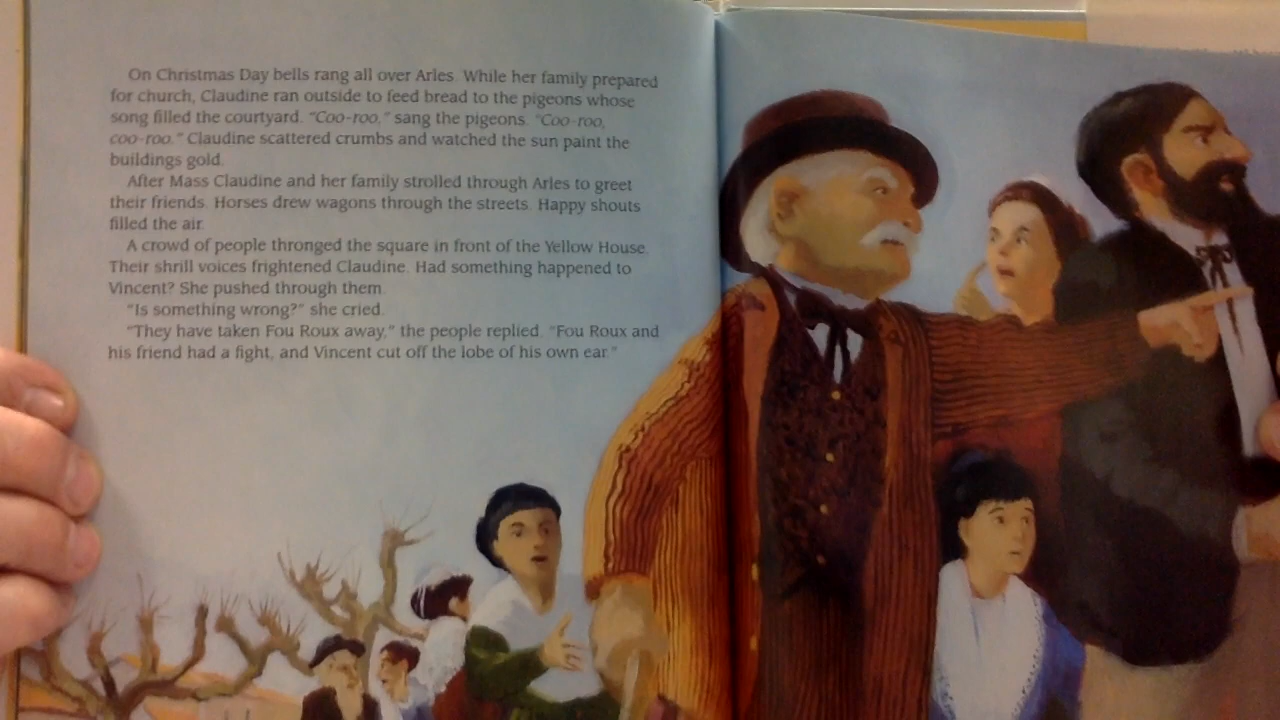 On Christmas Day bells rang all over Arles. While her family prepared
for church, Claudine ran outside to feed bread to the pigeons whose
song filled the courtyard. "Coo-roo," sang the pigeons. "Coo-roo,
coo-roo." Claudine scattered crumbs and watched the sun paint the
buildings gold.
After Mass Claudine and her family strolled through Arles to greet
their friends. Horses drew wagons through the streets. Happy shouts
filled the air.
A crowd of people thronged the square in front of the Yellow House.
Their shrill voices frightened Claudine. Had something happened to
Vincent? She pushed through them.
"Is something wrong?" she cried.
"They have taken Fou Roux away," the people replied. "Fou Roux and
his friend had a fight, and Vincent cut off the lobe of his own ear."